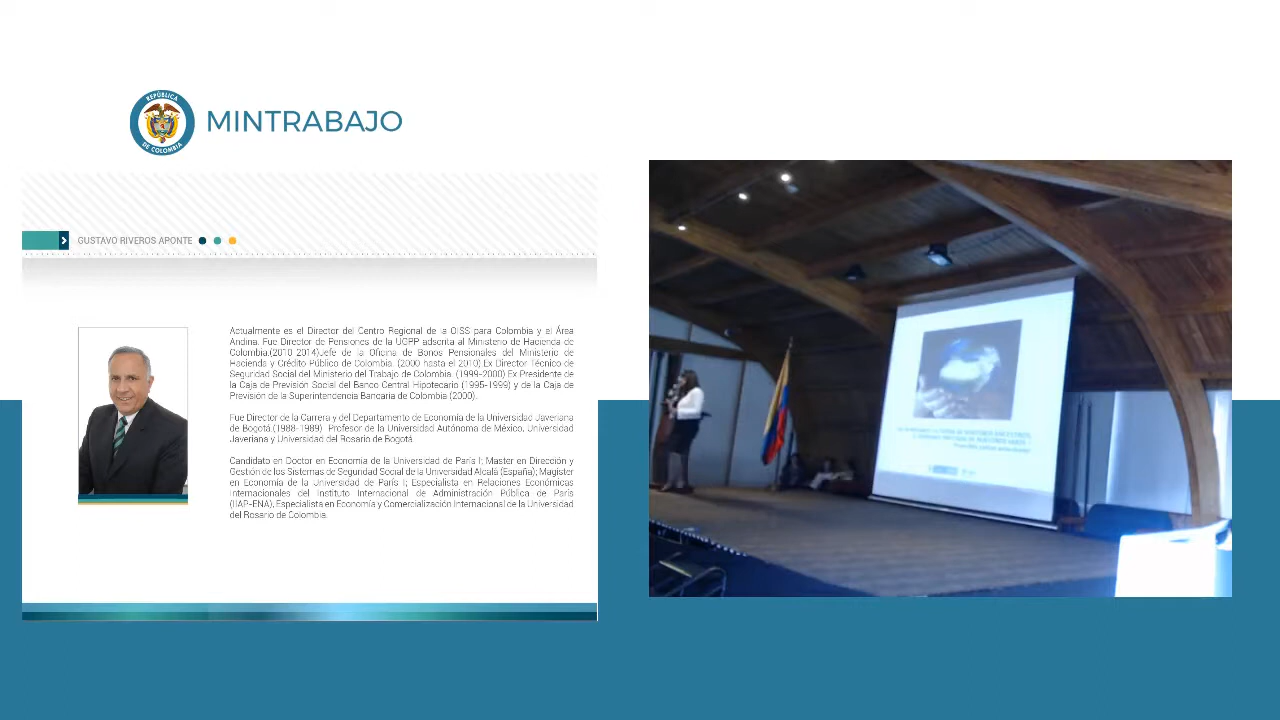 REPÚBLICA
DE COLOMBIA
MINTRABAJO
GUSTAVO RIVEROS APONTE
Actualmente es el Director del Centro Regional de la OISS para Colombia y el Área
Andina. Fue Director de Pensiones de la UGPP adscrita al Ministerio de Hacienda de
Colombia.(2010-2014)Jefe de la Oficina de Bonos Pensionales del Ministerio de
Hacienda y Crédito Público de Colombia. (2000 hasta el 2010) Ex Director Técnico de
Seguridad Social del Ministerio del Trabajo de Colombia. (1999-2000) Ex Presidente de
la Caja de Previsión Social del Banco Central Hipotecario (1995-1999) y de la Caja de
Previsión de la Superintendencia Bancaria de Colombia (2000).
Fue Director de la Carrera y del Departamento de Economía de la Universidad Javeriana
de Bogotá.(1988-1989) Profesor de la Universidad Autónoma de México, Universidad
Javeriana y Universidad del Rosario de Bogotá.
Candidato en Doctor en Economía de la Universidad de París I; Master en Dirección y
Gestión de los Sistemas de Seguridad Social de la Universidad Alcalá (España); Magíster
en Economía de la Universidad de París I; Especialista en Relaciones Económicas
Internacionales del Instituto Internacional de Administración Pública de París
(IIAP-ENA), Especialista en Economía y Comercialización Internacional de la Universidad
del Rosario de Colombia.